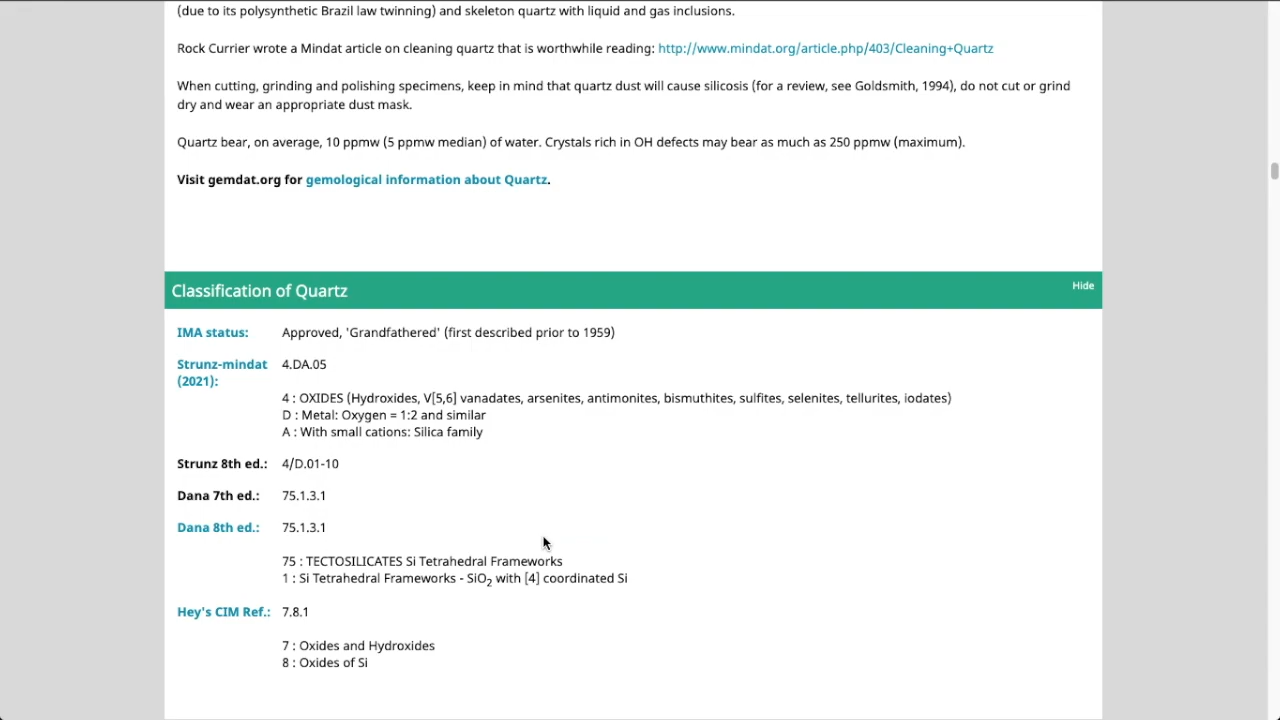 (due to its polysynthetic Brazil law twinning) and skeleton quartz with liquid and gas inclusions.
Rock Currier wrote a Mindat article on cleaning quartz that is worthwhile reading: http://www.mindat.org/article.php/403/Cleaning+Quartz
When cutting, grinding and polishing specimens, keep in mind that quartz dust will cause silicosis (for a review, see Goldsmith, 1994), do not cut or grind
dry and wear an appropriate dust mask.
Quartz bear, on average, 10 ppmw (5 ppmw median) of water. Crystals rich in OH defects may bear as much as 250 ppmw (maximum).
Visit gemdat.org for gemological information about Quartz.
Classification of Quartz Hide
IMA status: Approved, 'Grandfathered' (first described prior to 1959)
Strunz-mindat 4.DA.05
(2021):
4 : OXIDES (Hydroxides, V[5,6] vanadates, arsenites, antimonites, bismuthites, sulfites, selenites, tellurites, iodates)
D : Metal: Oxygen = 1:2 and similar
A : With small cations: Silica family
Strunz 8th ed.: 4/D.01-10
Dana 7th ed.: 75.1.3.1
Dana 8th ed.: 75.1.3.1
75 : TECTOSILICATES Si Tetrahedral Frameworks
1 : Si Tetrahedral Frameworks - SiO2 with [4] coordinated Si
Hey's CIM Ref.: 7.8.1
7 : Oxides and Hydroxides
8 : Oxides of Si